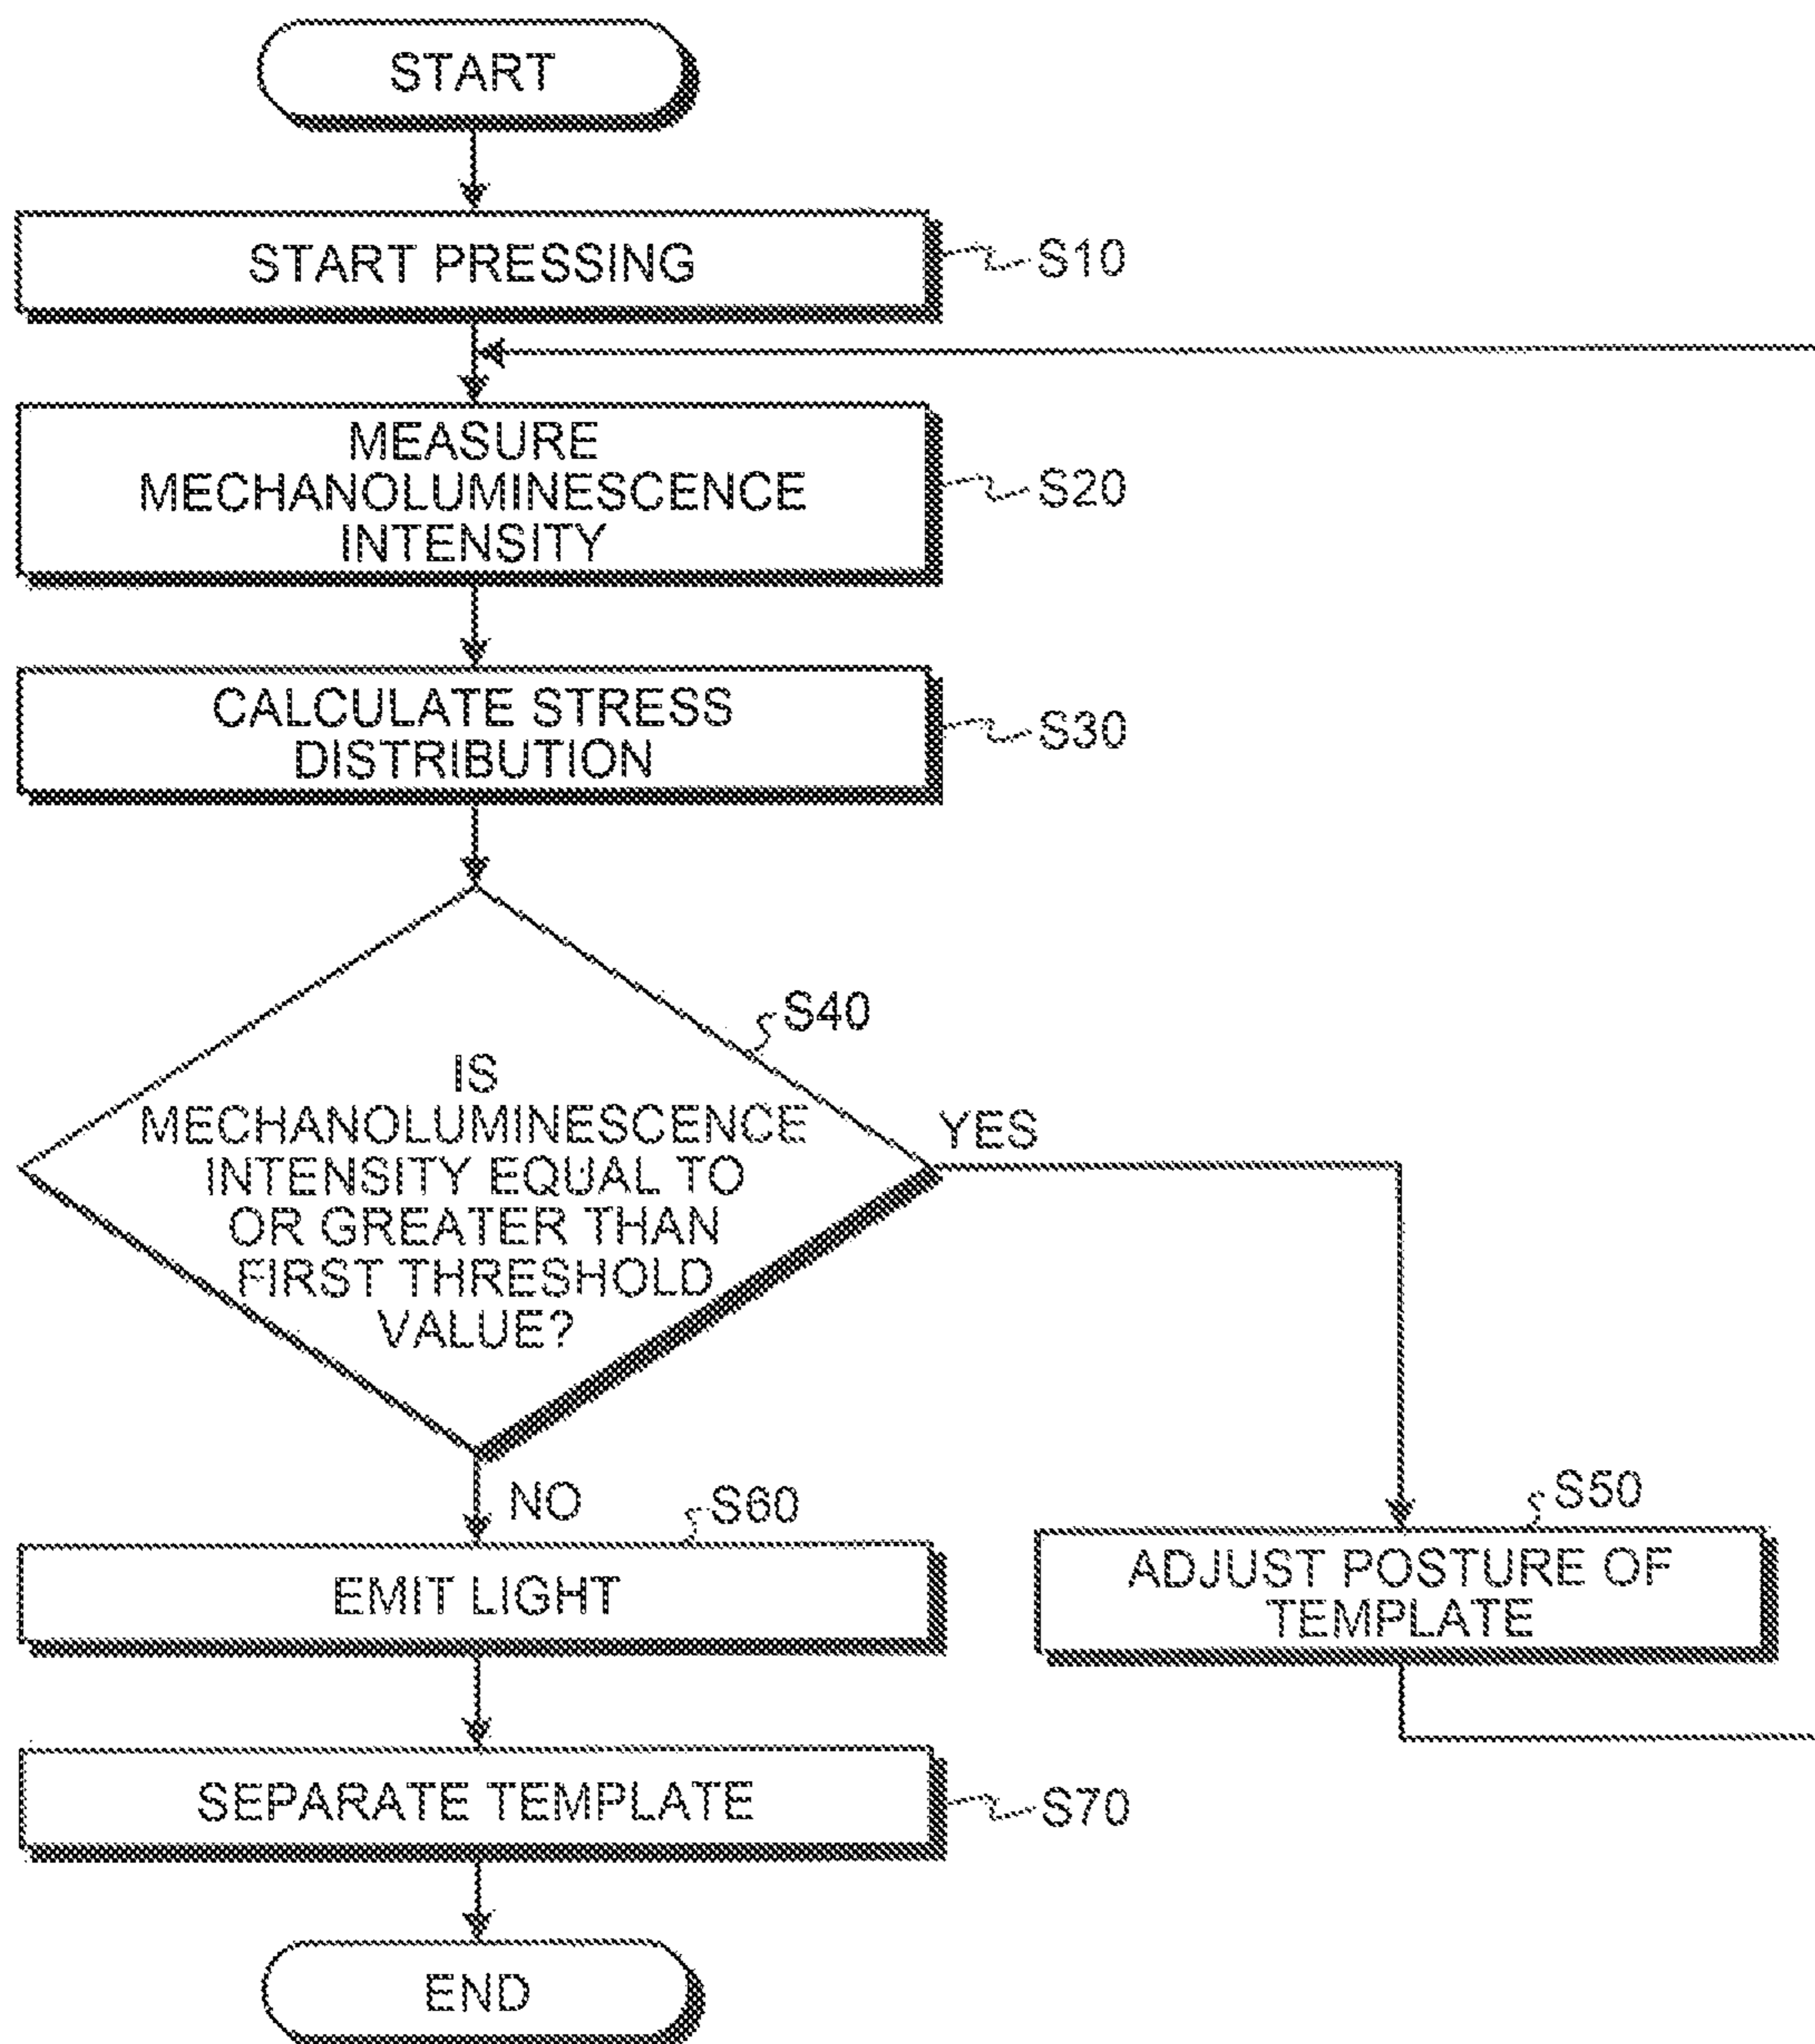 START
START PRESSING
S10
MEASURE
MECHANOLUMINESCENCE
INTENSITY
S20
CALCULATE STRESS
DISTRIBUTION
S30
S40
IS
MECHANOLUMINESCENCE
INTENSITY EQUAL TO
OR GREATER THAN
FIRST THRESHOLD
VALUE?
YES
NO
S60
EMIT LIGHT
S50
ADJUST POSTURE OF
TEMPLATE
SEPARATE TEMPLATE
S70
END